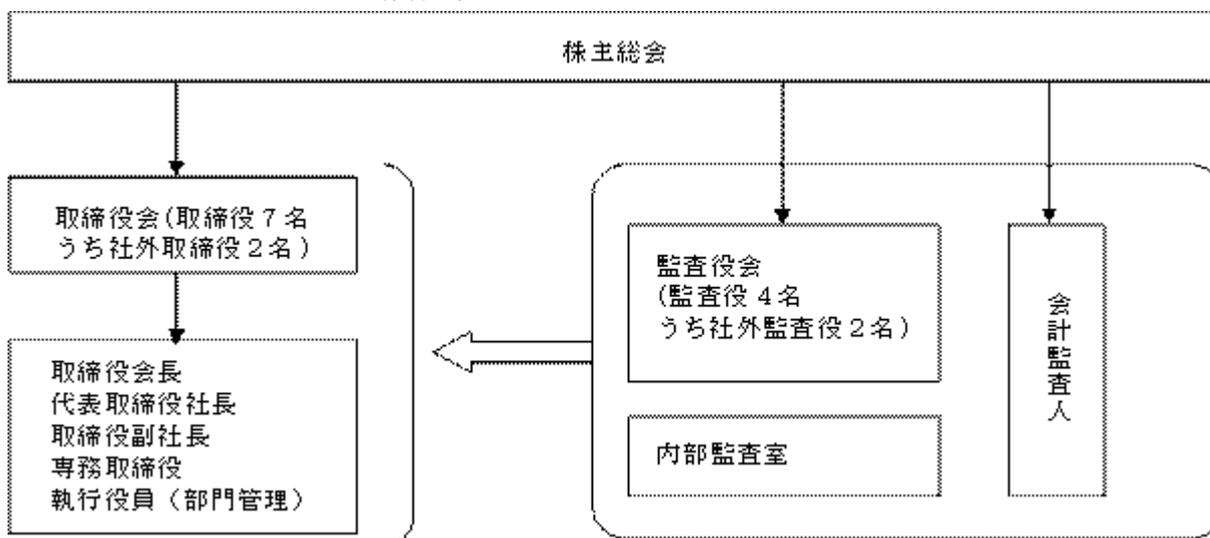 株主総会
取締役会(取締役７名
うち社外取締役２名)
取締役会長
代表取締役社長
取締役副社長
専務取締役
執行役員（部門管理）
監査役会
(監査役４名
うち社外監査役２名)
内部監査室
会計監査人